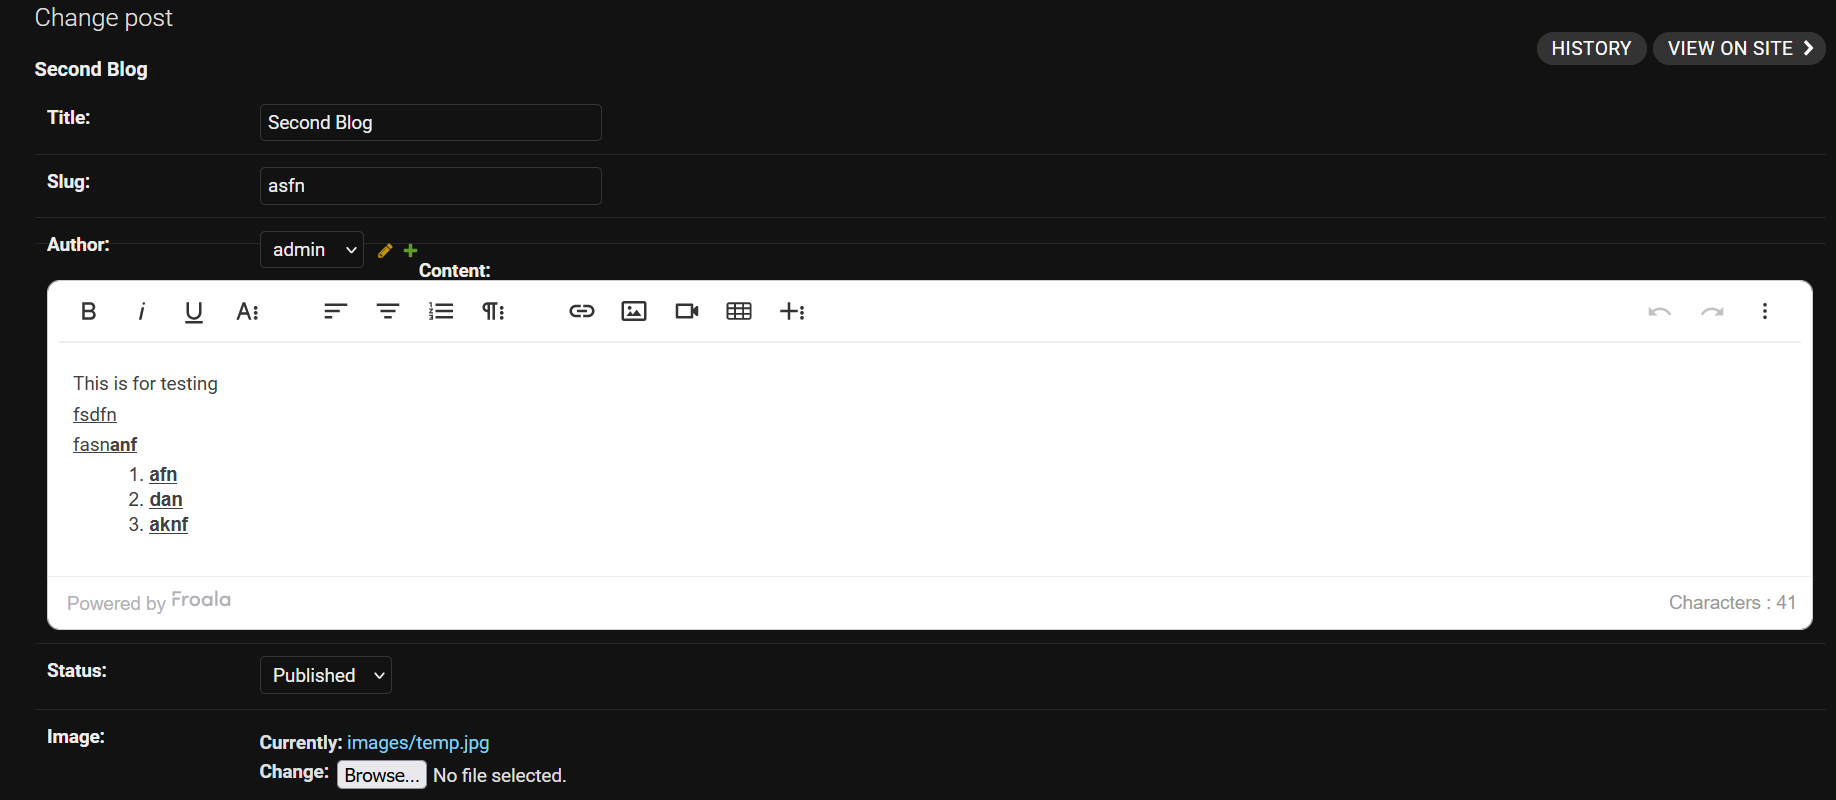 Change post
HISTORY
VIEW ON SITE
Second Blog
Title:
Second Blog
Slug:
asfn
Author:
admin
Content:
This is for testing
fsdfn
fasnanf
1. afn
2. dan
3. aknf
Powered by Froala
Characters : 41
Status:
Published
Image:
Currently: images/temp.jpg
Change: Browse... No file selected.